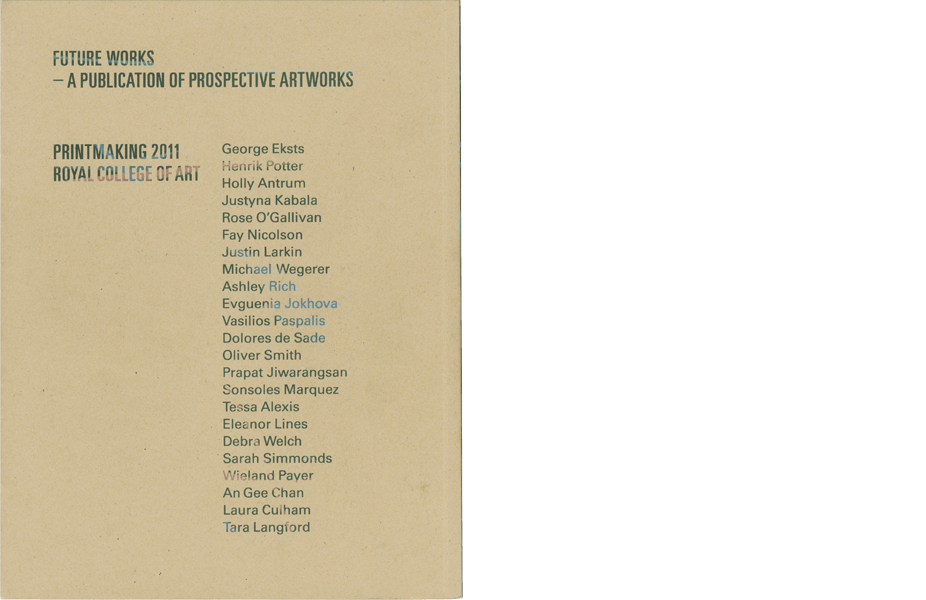 FUTURE WORKS
– A PUBLICATION OF PROSPECTIVE ARTWORKS
PRINTMAKING 2011
ROYAL COLLEGE OF ART
George Eksts
Henrik Potter
Holly Antrum
Justyna Kabala
Rose O'Gallivan
Fay Nicolson
Justin Larkin
Michael Wegerer
Ashley Rich
Evguenia Jokhova
Vasilios Paspalis
Dolores de Sade
Oliver Smith
Prapat Jiwarangsan
Sonsoles Marquez
Tessa Alexis
Eleanor Lines
Debra Welch
Sarah Simmonds
Wieland Payer
An Gee Chan
Laura Culham
Tara Langford